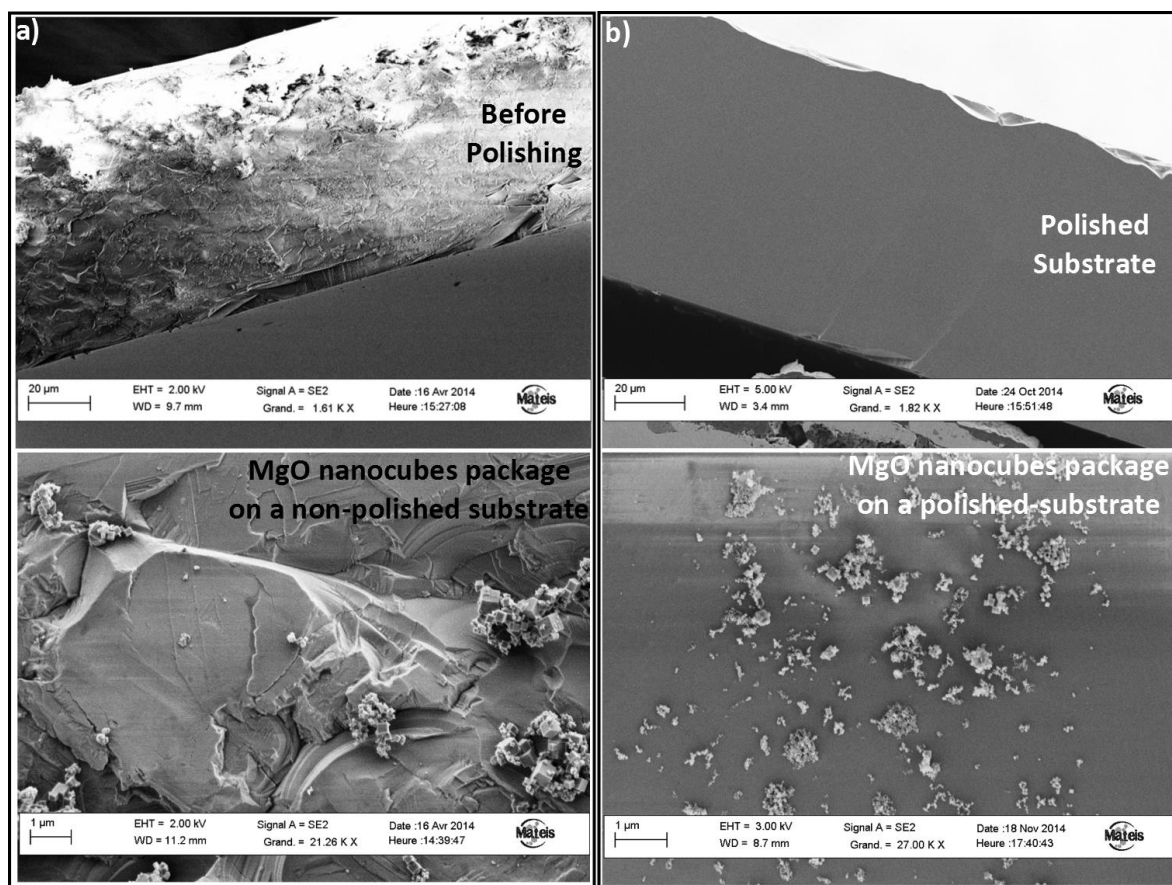 a)
Before
Polishing
20 µm
EHT = 2.00 kV
WD = 9.7 mm
Signal A = SE2
Grand. = 1.61 K X
Date :16 Avr 2014
Heure :15:27:08
Mateis
MgO nanocubes package
on a non-polished substrate
1 µm
EHT = 2.00 kV
WD = 11.2 mm
Signal A = SE2
Grand. = 21.26 K X
Date :16 Avr 2014
Heure :14:39:47
Mateis
b)
Polished
Substrate
20 µm
EHT = 5.00 kV
WD = 3.4 mm
Signal A = SE2
Grand. = 1.82 K X
Date :24 Oct 2014
Heure :15:51:48
Mateis
MgO nanocubes package
on a polished-substrate
1 µm
EHT = 3.00 kV
WD = 8.7 mm
Signal A = SE2
Grand. = 27.00 K X
Date :18 Nov 2014
Heure :17:40:43
Mateis